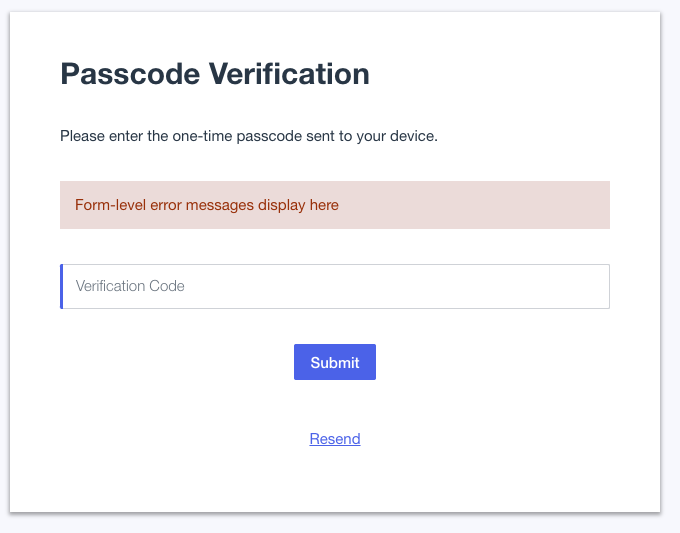 Passcode Verification
Please enter the one-time passcode sent to your device.
Form-level error messages display here
Verification Code
Submit
Resend